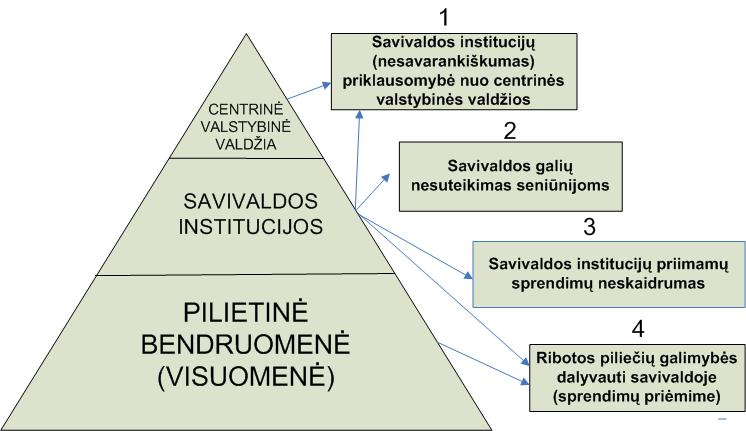 CENTRINĖ
VALSTYBINĖ
VALDŽIA
SAVIVALDOS
INSTITUCIJOS
PILIETINĖ
BENDRUOMENĖ
(VISUOMENĖ)
1
Savivaldos institucijų
(nesavarankiškumas)
priklausomybė nuo centrinės
valstybinės valdžios
2
Savivaldos galių
nesuteikimas seniūnijoms
3
Savivaldos institucijų priimamų
sprendimų neskaidrumas
4
Ribotos piliečių galimybės
dalyvauti savivaldoje
(sprendimų priėmime)